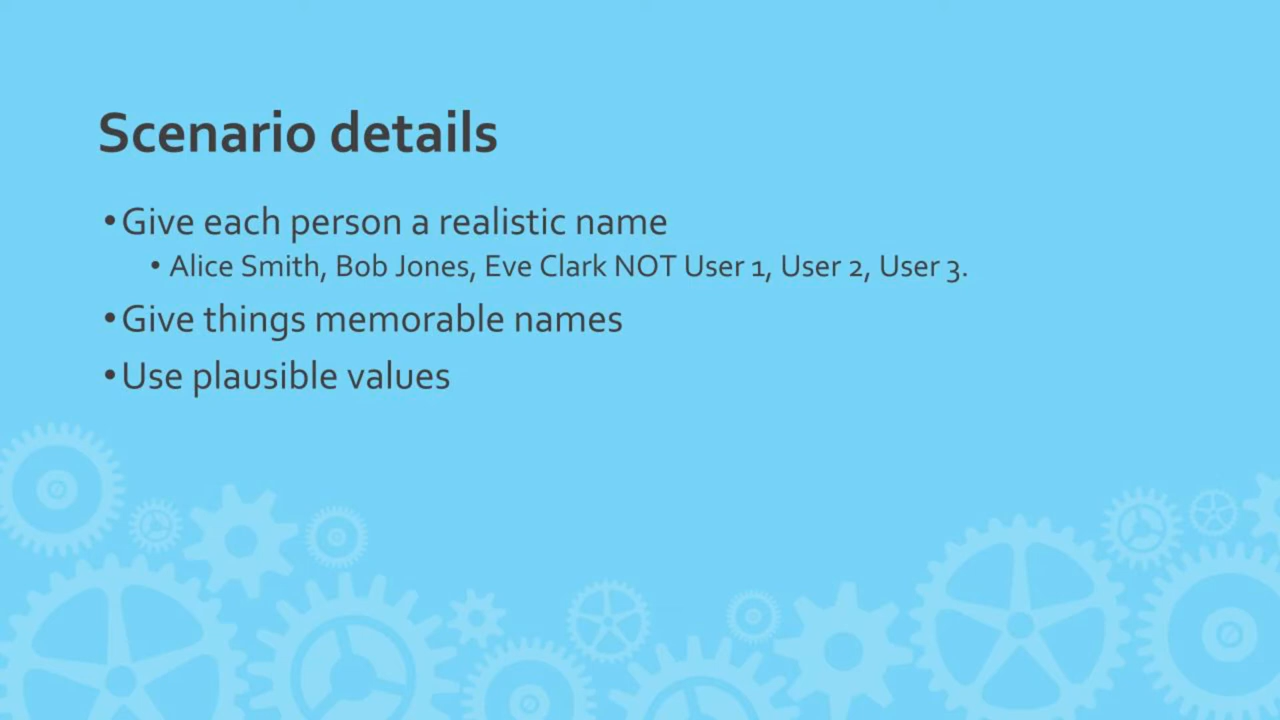 Scenario details
•Give each person a realistic name
• Alice Smith, Bob Jones, Eve Clark NOT User 1, User 2, User 3.
•Give things memorable names
•Use plausible values